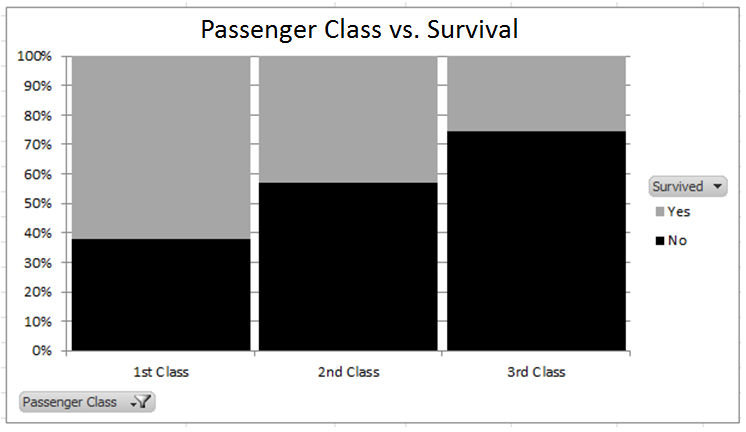 Passenger Class vs. Survival
100%
90%
80%
70%
60%
50%
40%
30%
20%
10%
0%
1st Class
2nd Class
3rd Class
Survived
Yes
No
Passenger Class